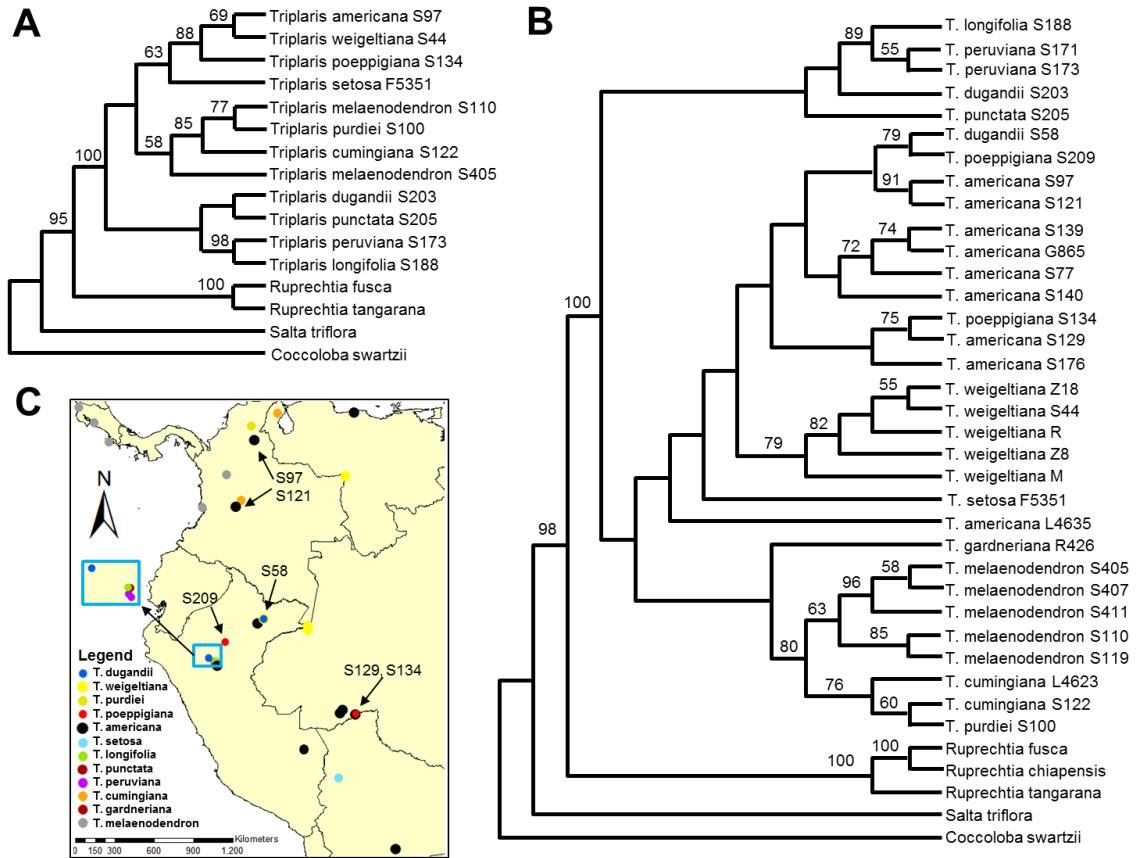 A
69
88
63
77
85
58
100
98
95
100
Triplaris americana S97
Triplaris weigeltiana S44
Triplaris poeppigiana S134
Triplaris setosa F5351
Triplaris melaenodendron S110
Triplaris purdiei S100
Triplaris cumingiana S122
Triplaris melaenodendron S405
Triplaris dugandii S203
Triplaris punctata S205
Triplaris peruviana S173
Triplaris longifolia S188
Ruprechtia fusca
Ruprechtia tangarana
Salta triflora
Coccoloba swartzii
B
89
55
79
91
74
72
100
75
55
82
79
98
58
96
63
85
80
76
60
100
100
T. longifolia S188
T. peruviana S171
T. peruviana S173
T. dugandii S203
T. punctata S205
T. dugandii S58
T. poeppigiana S209
T. americana S97
T. americana S121
T. americana S139
T. americana G865
T. americana S77
T. americana S140
T. poeppigiana S134
T. americana S129
T. americana S176
T. weigeltiana Z18
T. weigeltiana S44
T. weigeltiana R
T. weigeltiana Z8
T. weigeltiana M
T. setosa F5351
T. americana L4635
T. gardneriana R426
T. melaenodendron S405
T. melaenodendron S407
T. melaenodendron S411
T. melaenodendron S110
T. melaenodendron S119
T. cumingiana L4623
T. cumingiana S122
T. purdiei S100
Ruprechtia fusca
Ruprechtia chiapensis
Ruprechtia tangarana
Salta triflora
Coccoloba swartzii
C
N
S97
S121
S58
S209
S129, S134
Legend
T. dugandii
T. weigeltiana
T. purdiei
T. poeppigiana
T. americana
T. setosa
T. longifolia
T. punctata
T. peruviana
T. cumingiana
T. gardneriana
T. melaenodendron
Kilometers
0 150 300 600 900 1.200